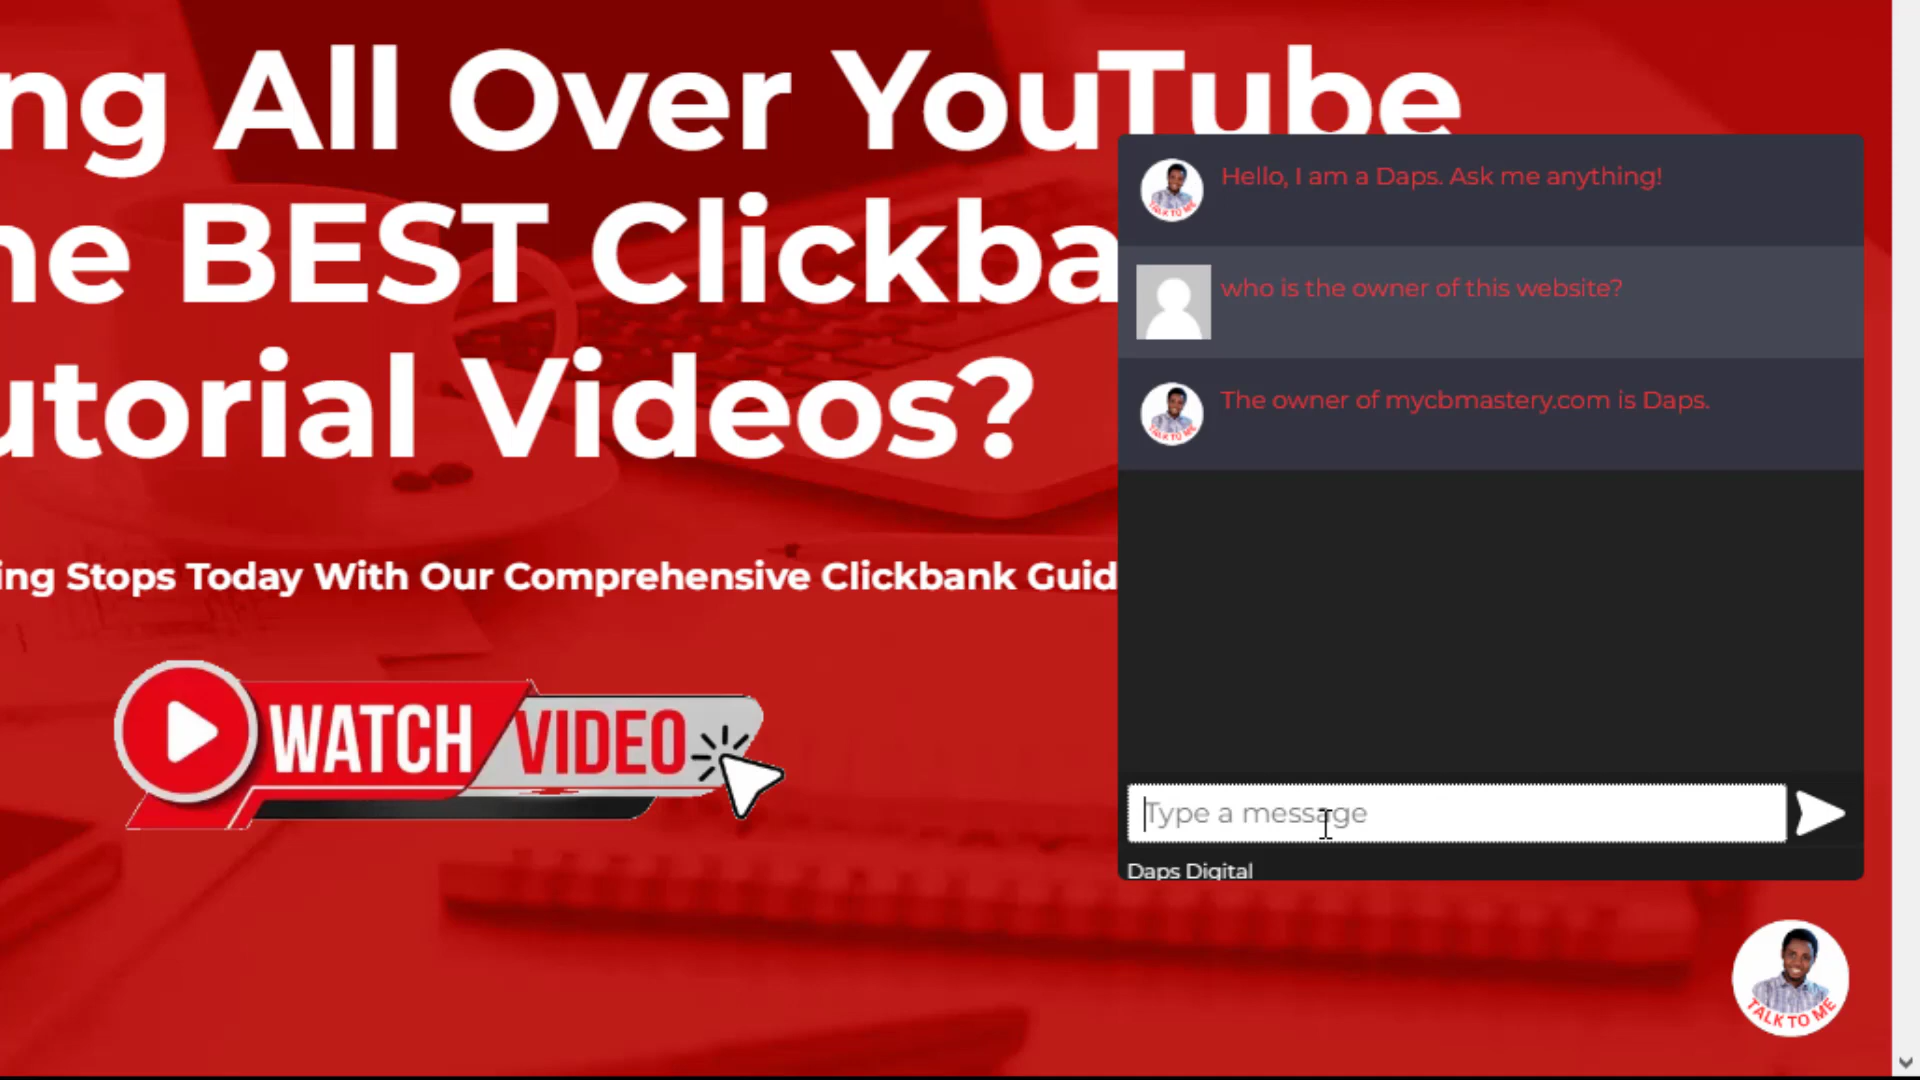 ng All Over YouTube
he BEST Clickba
utorial Videos?
ing Stops Today With Our Comprehensive Clickbank Guid
WATCH VIDEO
Hello, I am a Daps. Ask me anything!
who is the owner of this website?
The owner of mycbmastery.com is Daps.
Type a message
Daps Digital
TALK TO ME